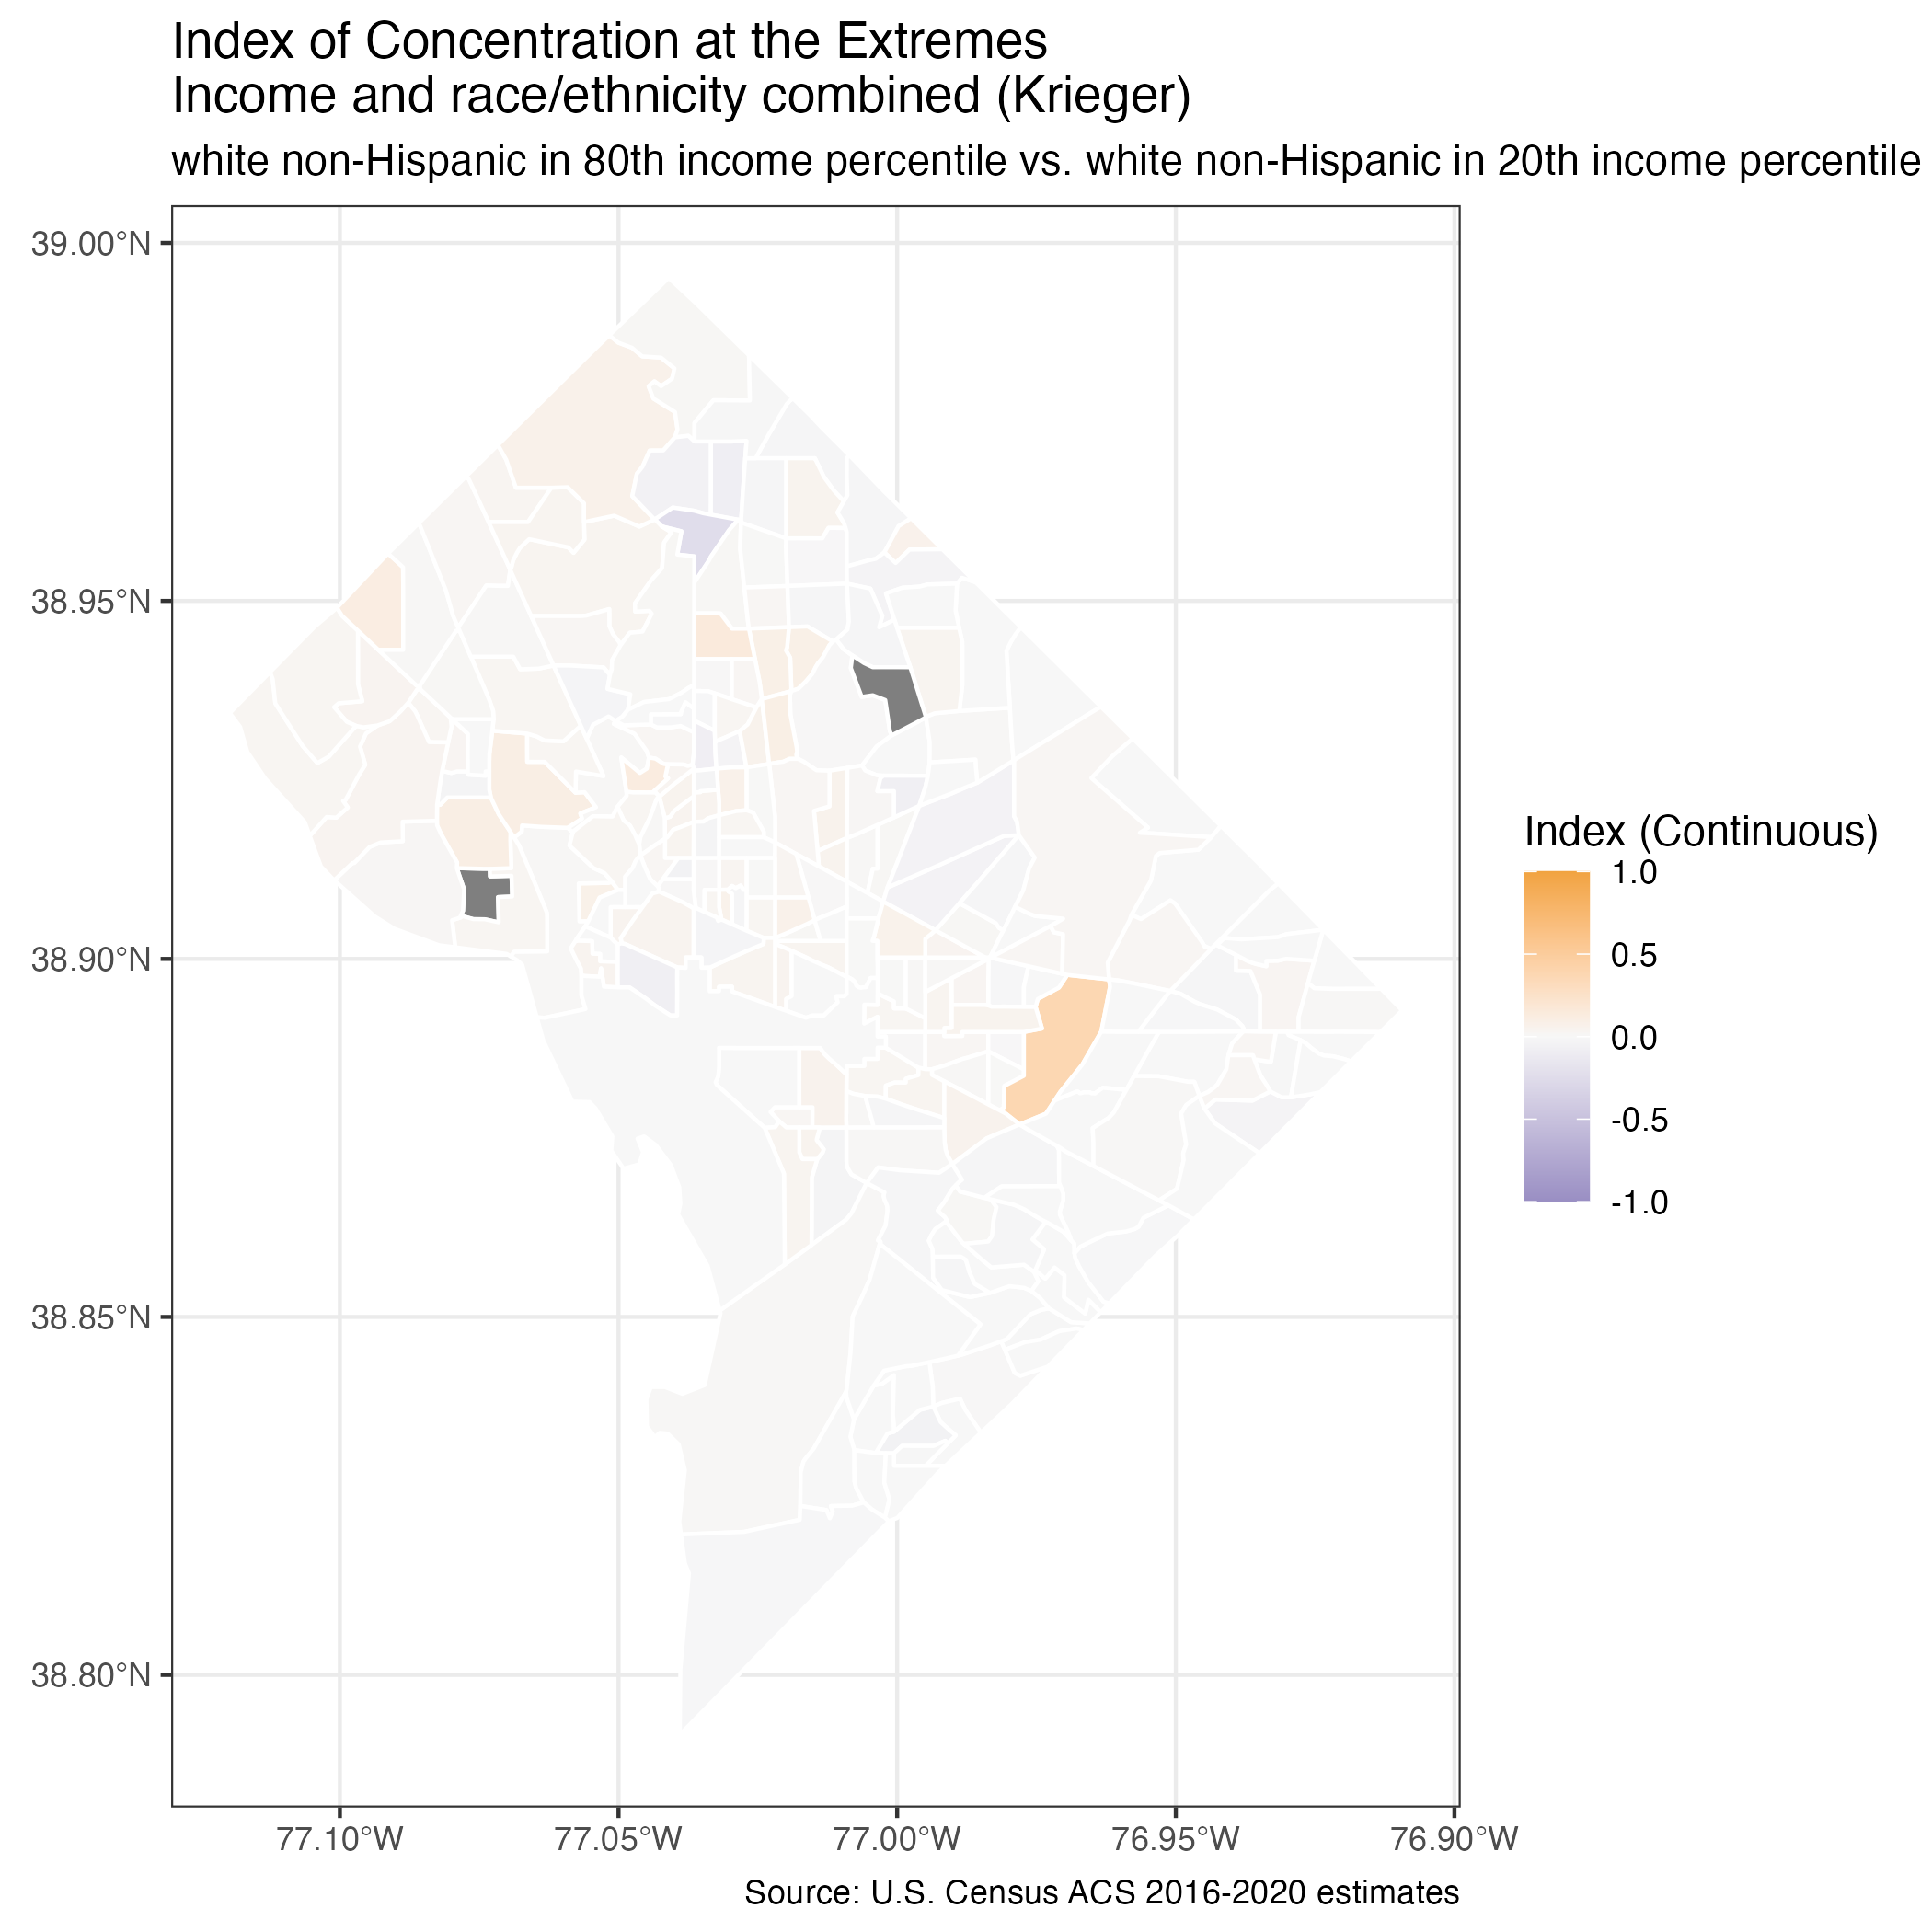 Index of Concentration at the Extremes
Income and race/ethnicity combined (Krieger)
white non-Hispanic in 80th income percentile vs. white non-Hispanic in 20th income percentile
39.00°N
38.95°N
38.90°N
38.85°N
38.80°N
77.10°W
77.05°W
77.00°W
76.95°W
76.90°W
Index (Continuous)
1.0
0.5
0.0
-0.5
-1.0
Source: U.S. Census ACS 2016-2020 estimates